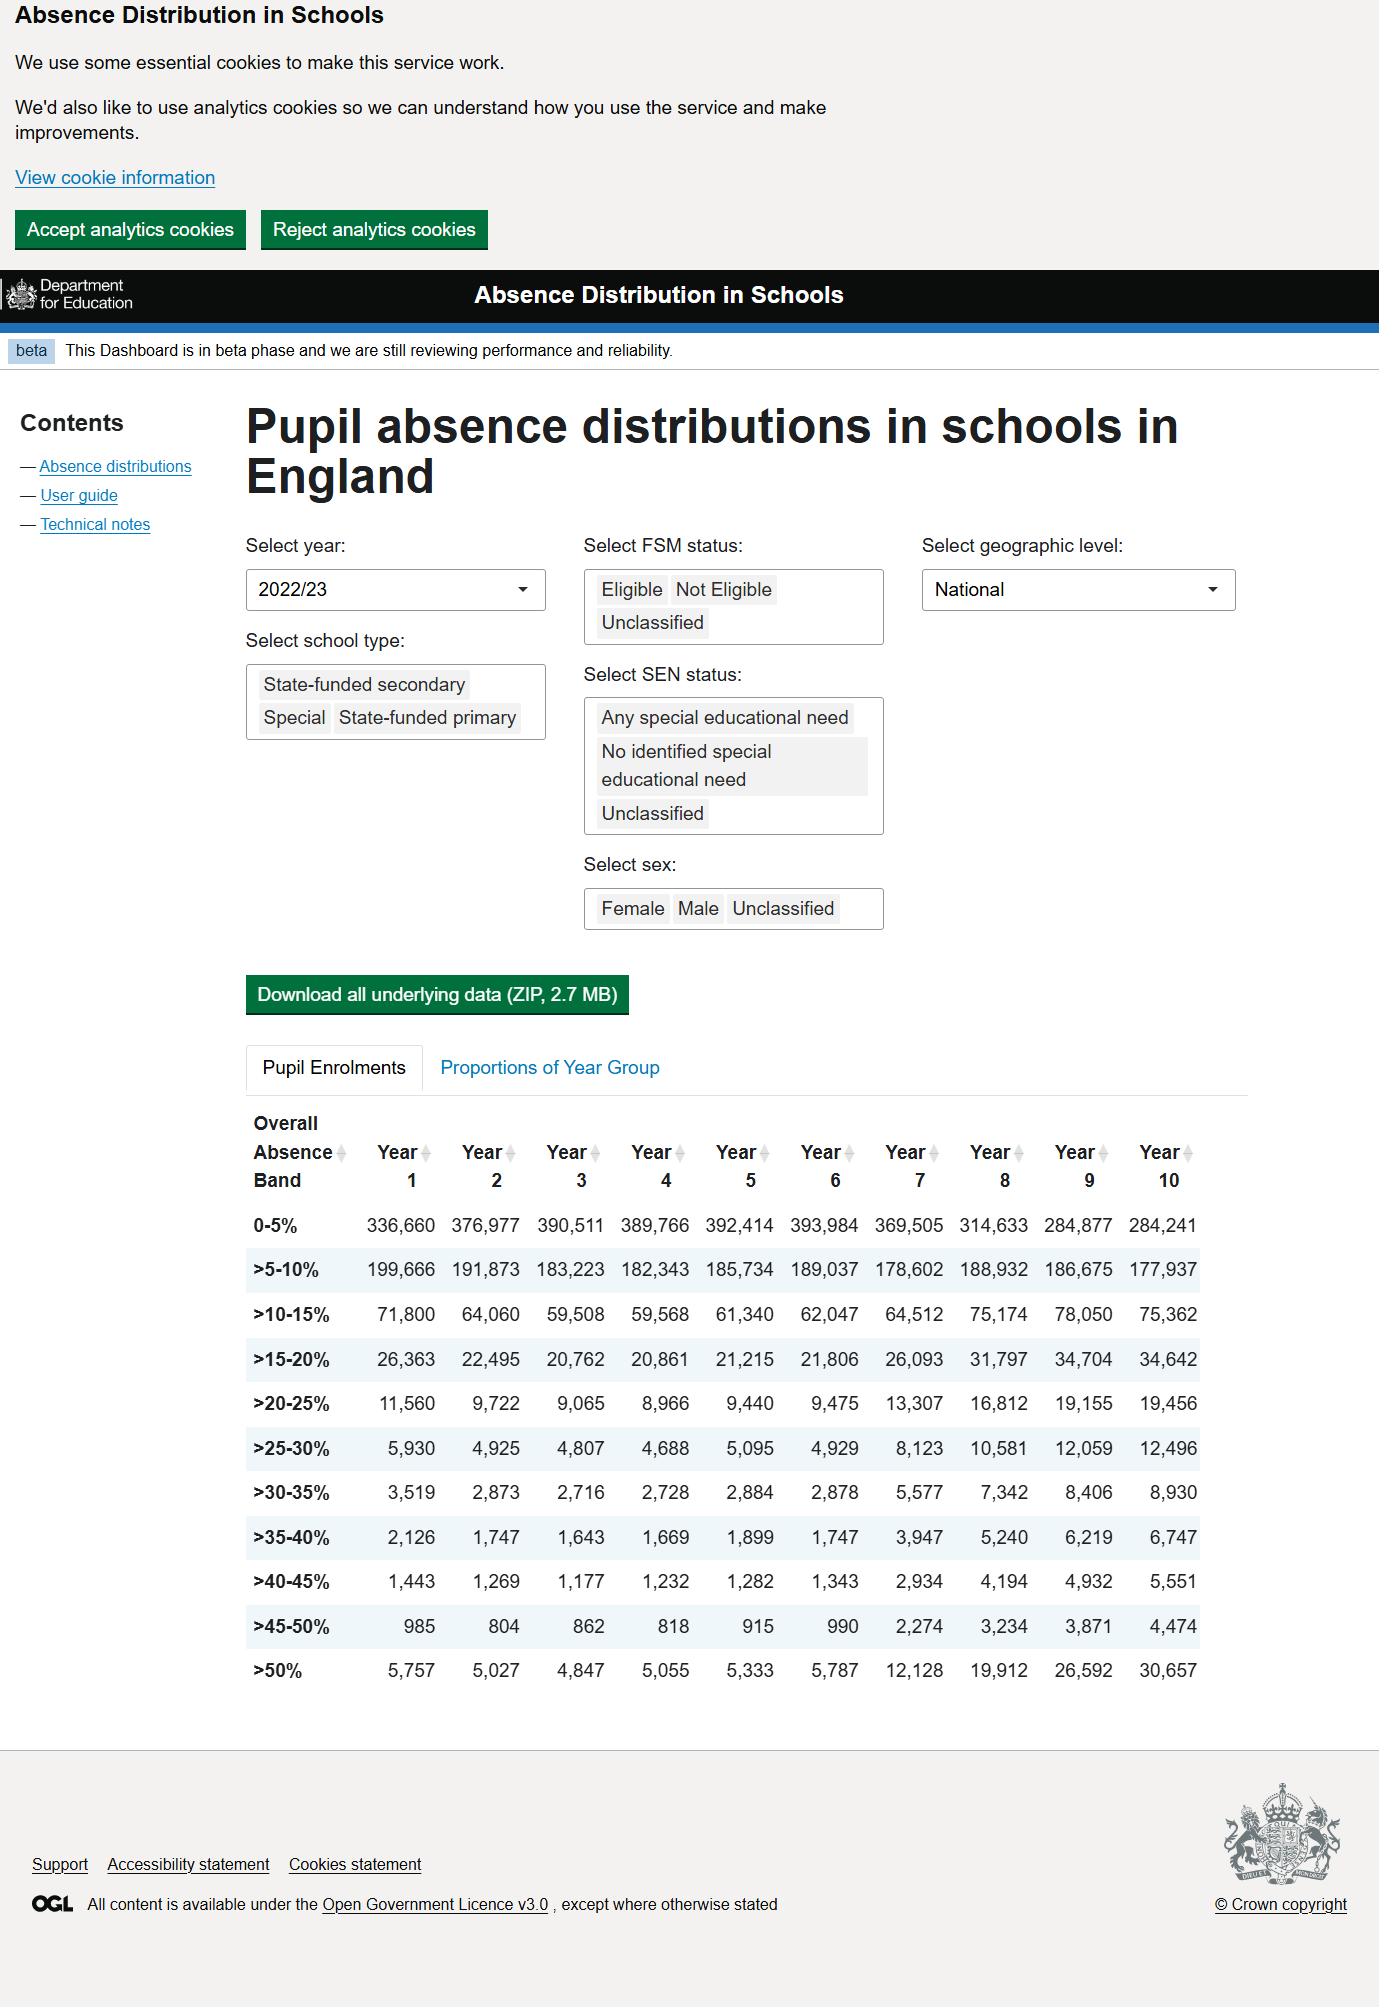 Absence Distribution in Schools
We use some essential cookies to make this service work.
We'd also like to use analytics cookies so we can understand how you use the service and make
improvements.
View cookie information
Accept analytics cookies Reject analytics cookies
Department
for Education
Absence Distribution in Schools
beta This Dashboard is in beta phase and we are still reviewing performance and reliability.
Contents
— Absence distributions
— User guide
— Technical notes
Pupil absence distributions in schools in
England
Select year:
2022/23
Select school type:
State-funded secondary
Special State-funded primary
Select FSM status:
Eligible Not Eligible
Unclassified
Select SEN status:
Any special educational need
No identified special
educational need
Unclassified
Select sex:
Female Male Unclassified
Select geographic level:
National
Download all underlying data (ZIP, 2.7 MB)
Pupil Enrolments Proportions of Year Group
Overall
Absence Year Year Year Year Year Year Year Year Year Year
Band 1 2 3 4 5 6 7 8 9 10
0-5% 336,660 376,977 390,511 389,766 392,414 393,984 369,505 314,633 284,877 284,241
>5-10% 199,666 191,873 183,223 182,343 185,734 189,037 178,602 188,932 186,675 177,937
>10-15% 71,800 64,060 59,508 59,568 61,340 62,047 64,512 75,174 78,050 75,362
>15-20% 26,363 22,495 20,762 20,861 21,215 21,806 26,093 31,797 34,704 34,642
>20-25% 11,560 9,722 9,065 8,966 9,440 9,475 13,307 16,812 19,155 19,456
>25-30% 5,930 4,925 4,807 4,688 5,095 4,929 8,123 10,581 12,059 12,496
>30-35% 3,519 2,873 2,716 2,728 2,884 2,878 5,577 7,342 8,406 8,930
>35-40% 2,126 1,747 1,643 1,669 1,899 1,747 3,947 5,240 6,219 6,747
>40-45% 1,443 1,269 1,177 1,232 1,282 1,343 2,934 4,194 4,932 5,551
>45-50% 985 804 862 818 915 990 2,274 3,234 3,871 4,474
>50% 5,757 5,027 4,847 5,055 5,333 5,787 12,128 19,912 26,592 30,657
Support Accessibility statement Cookies statement
OGL All content is available under the Open Government Licence v3.0 , except where otherwise stated
© Crown copyright